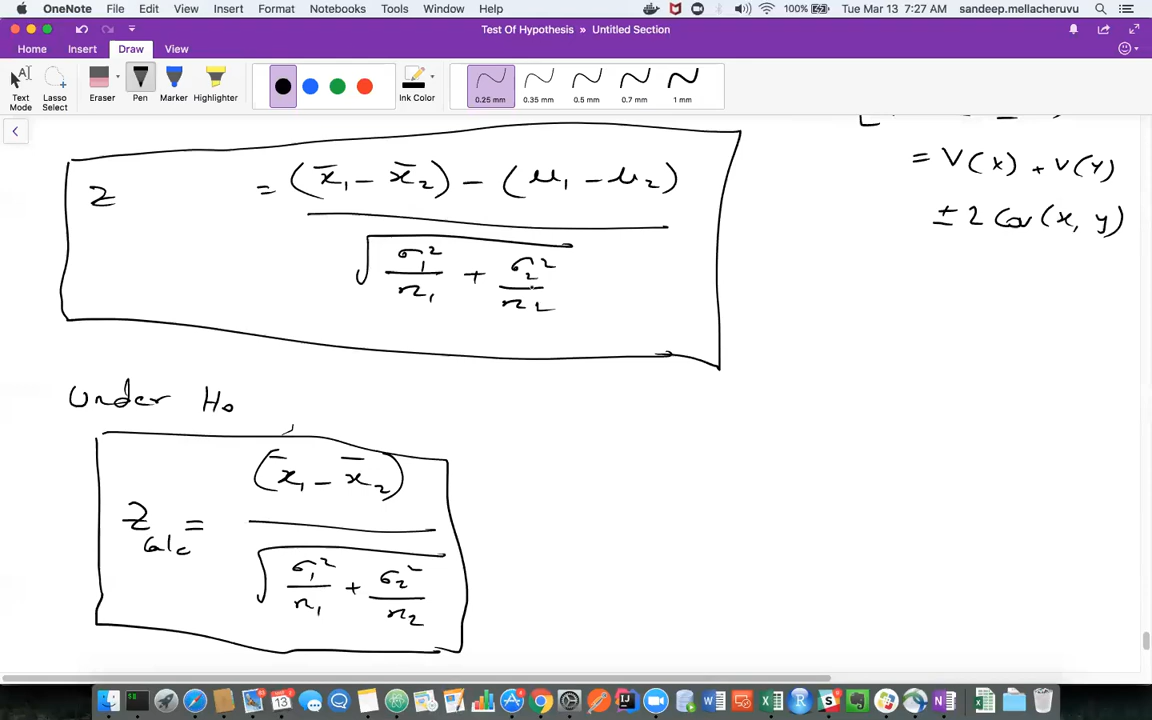 OneNote File Edit View Insert Format Notebooks Tools Window Help 100% Tue Mar 13 7:27 AM sandeep.mellacheruvu
Test Of Hypothesis » Untitled Section
Home Insert Draw View
Text Mode Lasso Select Eraser Pen Marker Highlighter Ink Color 0.25 mm 0.35 mm 0.5 mm 0.7 mm 1 mm
= V(x) + V(Y)
± 2 Cov(x, y)
Z = (x̄₁ - x̄₂) - (μ₁ - μ₂)
√ σ₁²/n₁ + σ₂²/n₂
Under H₀
Z calc = (x̄₁ - x̄₂)
√ σ₁²/n₁ + σ₂²/n₂